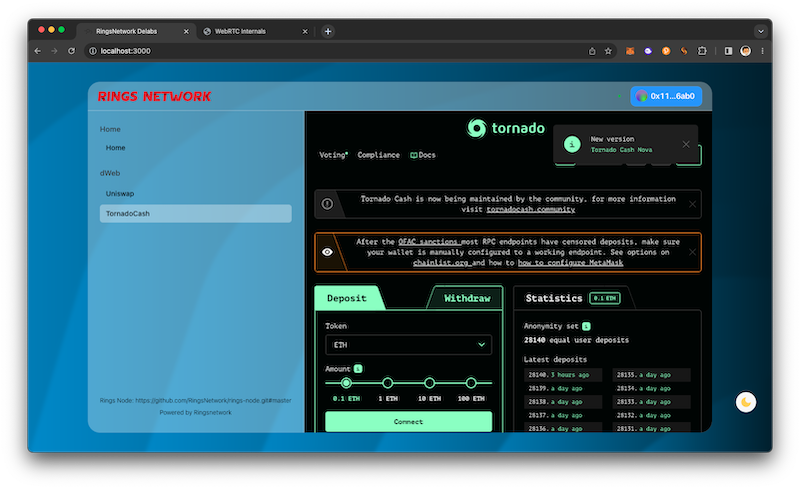 RingsNetwork Delabs
WebRTC Internals
localhost:3000
RINGS NETWORK
0x11...6ab0
Home
Home
dWeb
Uniswap
TornadoCash
Rings Node: https://github.com/RingsNetwork/rings-node.git#master
Powered by Ringsnetwork
tornado
Voting
Compliance
Docs
New version
Tornado Cash Nova
Tornado Cash is now being maintained by the community, for more information
visit tornadocash.community
After the OFAC sanctions most RPC endpoints have censored deposits, make sure
your wallet is manually configured to a working endpoint. See options on
chainlist.org and how to how to configure MetaMask
Deposit
Withdraw
Token
ETH
Amount
0.1 ETH
1 ETH
10 ETH
100 ETH
Connect
Statistics
0.1 ETH
Anonymity set
28140 equal user deposits
Latest deposits
28140. 3 hours ago
28135. a day ago
28139. a day ago
28134. a day ago
28138. a day ago
28133. a day ago
28137. a day ago
28132. a day ago
28136. a day ago
28131. a day ago